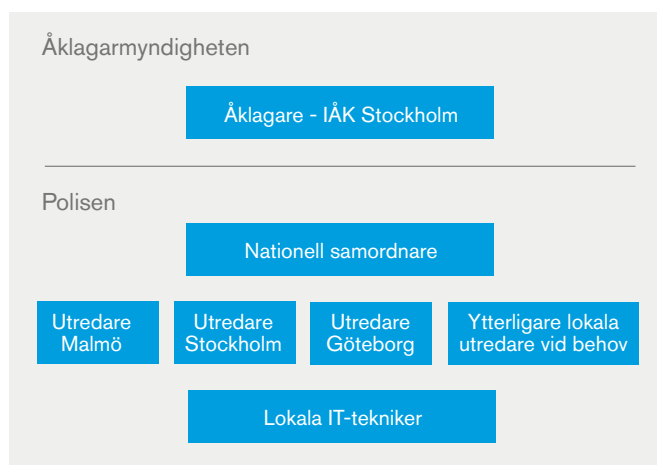 Åklagarmyndigheten
Åklagare - IÅK Stockholm
Polisen
Nationell samordnare
Utredare
Malmö
Utredare
Stockholm
Utredare
Göteborg
Ytterligare lokala
utredare vid behov
Lokala IT-tekniker